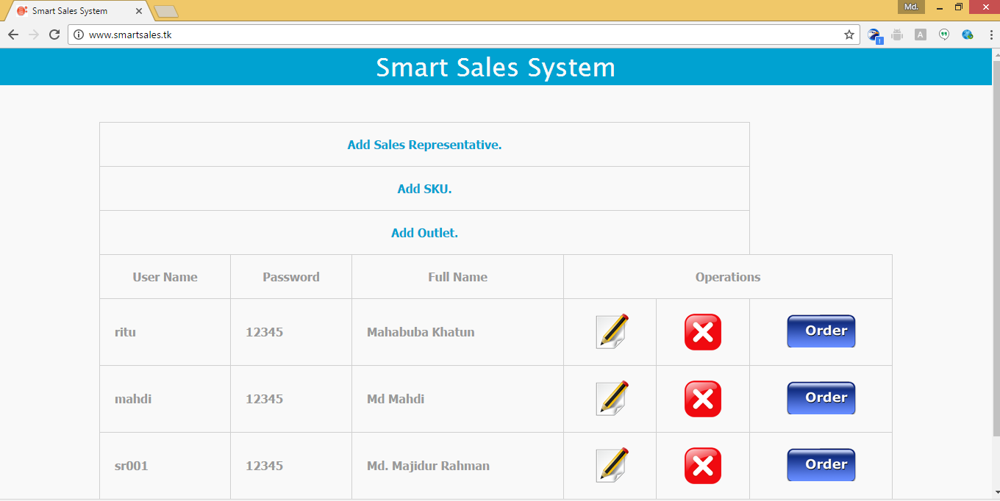 Smart Sales System
Md.
www.smartsales.tk
Smart Sales System
Add Sales Representative.
Add SKU.
Add Outlet.
User Name Password Full Name Operations
ritu 12345 Mahabuba Khatun Order
mahdi 12345 Md Mahdi Order
sr001 12345 Md. Majidur Rahman Order